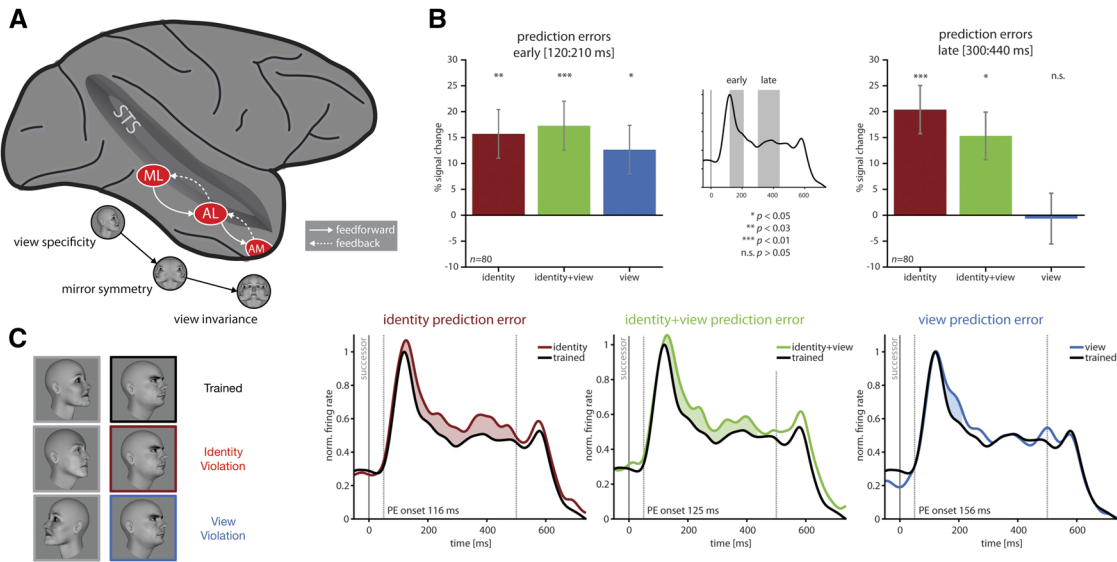 A
STS
ML
AL
AM
feedforward
feedback
view specificity
mirror symmetry
view invariance
B
prediction errors
early [120:210 ms]
% signal change
30
25
20
15
10
5
0
-5
-10
**
***
*
n=80
identity
identity+view
view
early
late
0
200
400
600
* p < 0.05
** p < 0.03
*** p < 0.01
n.s. p > 0.05
prediction errors
late [300:440 ms]
% signal change
30
25
20
15
10
5
0
-5
-10
***
*
n.s.
n=80
identity
identity+view
view
C
Trained
Identity
Violation
View
Violation
identity prediction error
successor
identity
trained
norm. firing rate
1
0.8
0.6
0.4
0.2
0
PE onset 116 ms
0
200
400
600
time [ms]
identity+view prediction error
successor
identity+view
trained
norm. firing rate
1
0.8
0.6
0.4
0.2
0
PE onset 125 ms
0
200
400
600
time [ms]
view prediction error
successor
view
trained
norm. firing rate
1
0.8
0.6
0.4
0.2
0
PE onset 156 ms
0
200
400
600
time [ms]